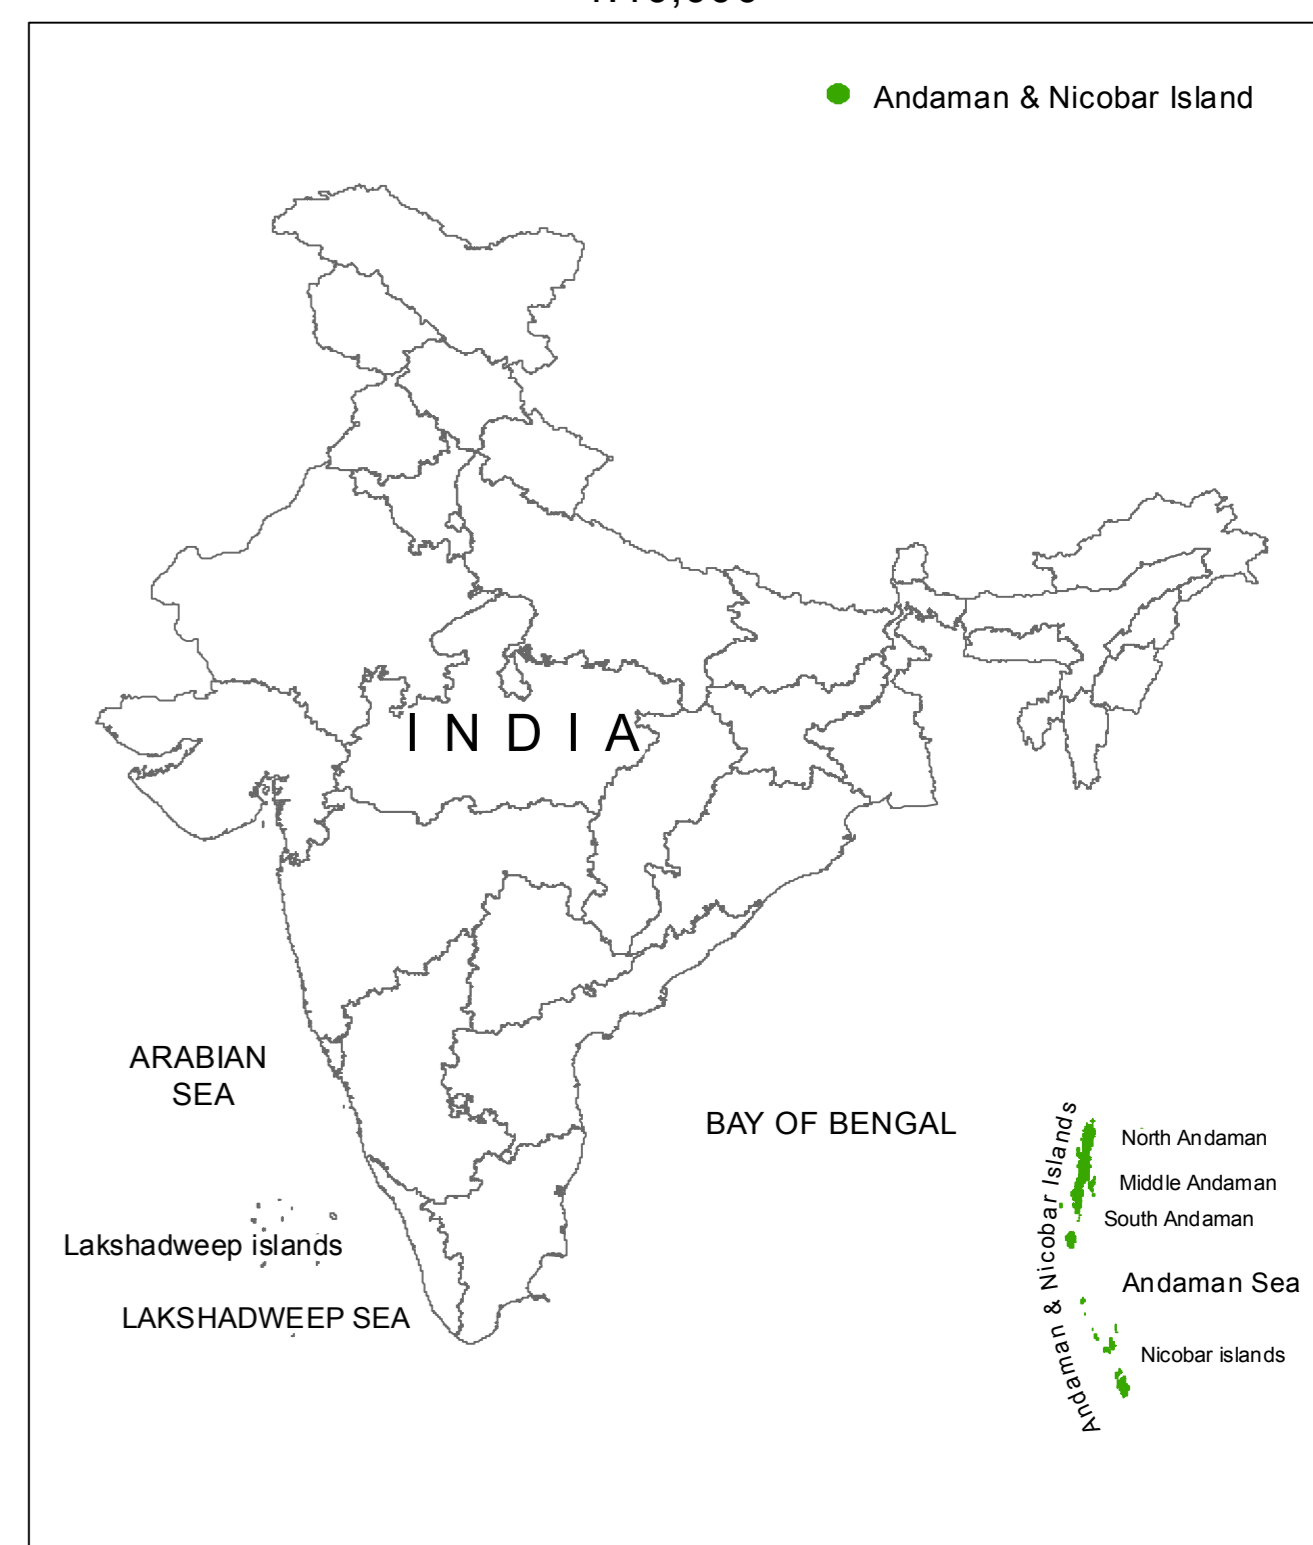 Andaman & Nicobar Island
INDIA
ARABIAN
SEA
BAY OF BENGAL
Andaman & Nicobar Islands
North Andaman
Middle Andaman
South Andaman
Lakshadweep islands
Andaman Sea
LAKSHADWEEP SEA
Nicobar islands